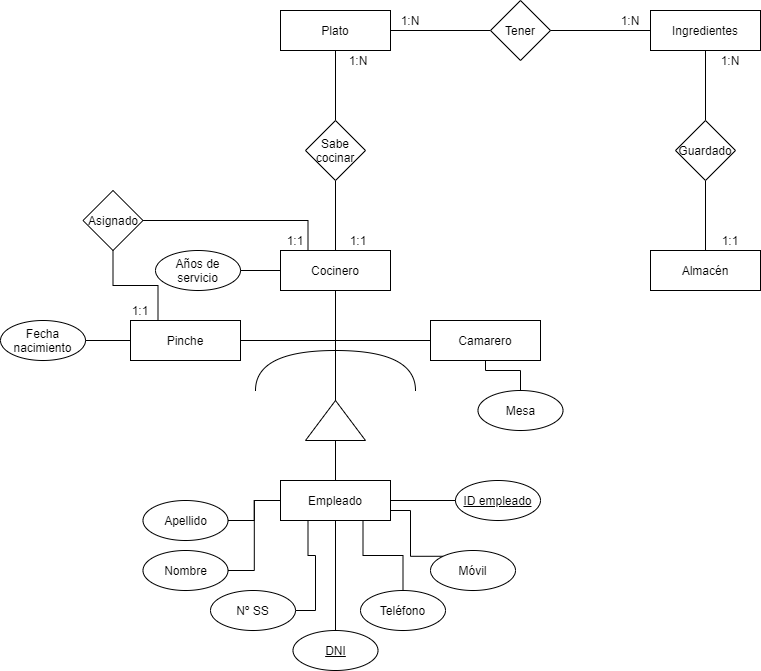 Plato
1:N
Tener
1:N
Ingredientes
1:N
1:N
Sabe
cocinar
Guardado
Asignado
1:1
1:1
1:1
Años de
servicio
Cocinero
Almacén
1:1
Fecha
nacimiento
Pinche
Camarero
Mesa
Empleado
ID empleado
Apellido
Nombre
Móvil
Nº SS
Teléfono
DNI